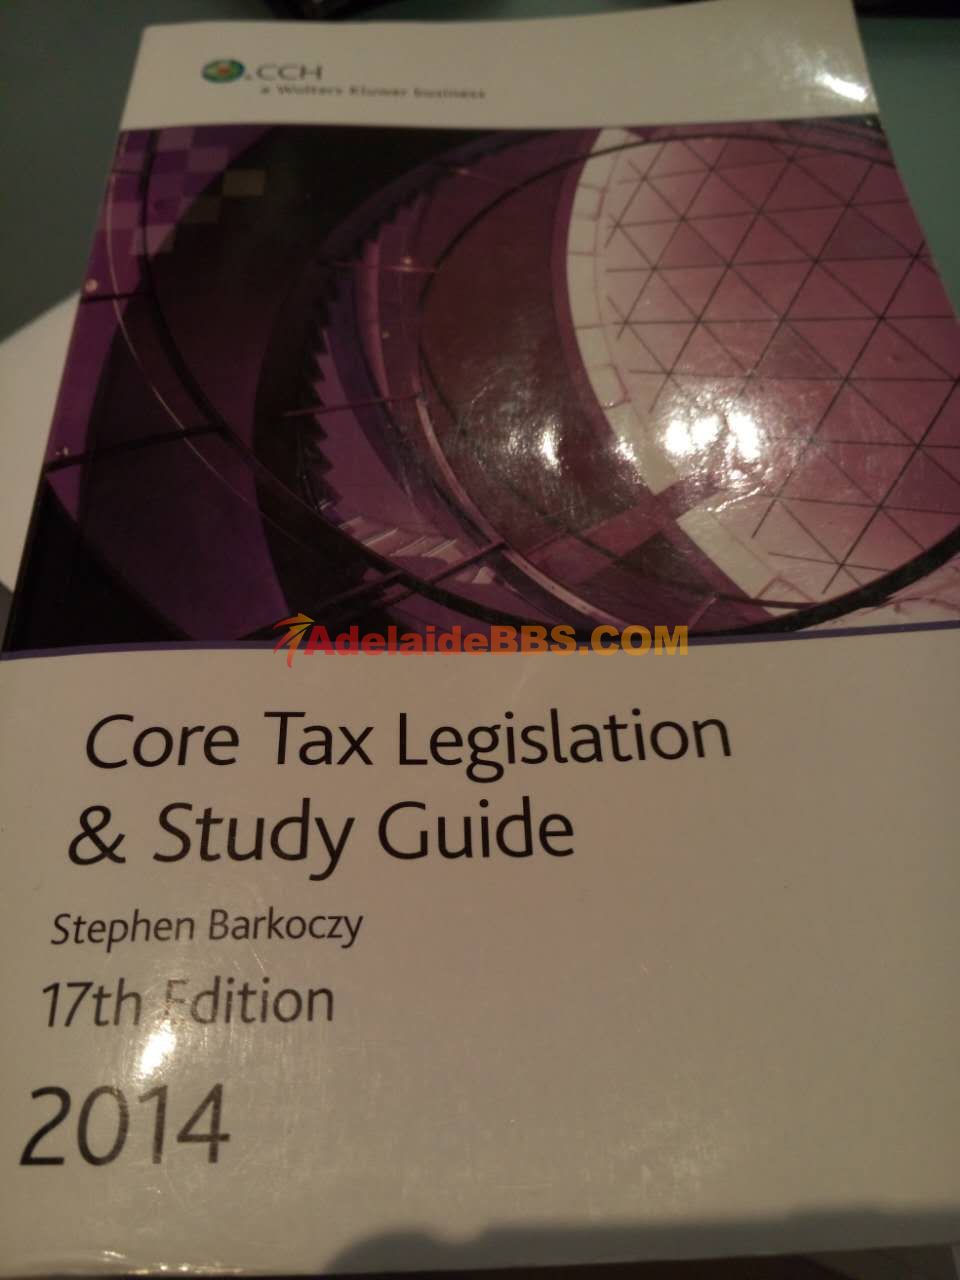 CCH
a Wolters Kluwer business
AdelaideBBS.COM
Core Tax Legislation
& Study Guide
Stephen Barkoczy
17th Edition
2014